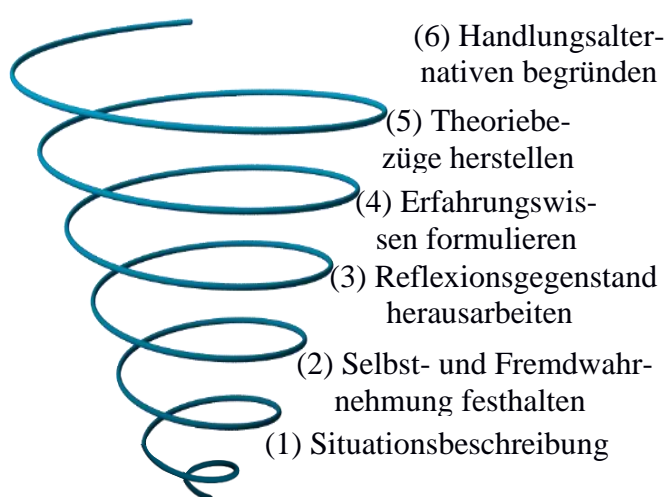 (6) Handlungsalter-
nativen begründen
(5) Theoriebe-
züge herstellen
(4) Erfahrungswis-
sen formulieren
(3) Reflexionsgegenstand
herausarbeiten
(2) Selbst- und Fremdwahr-
nehmung festhalten
(1) Situationsbeschreibung